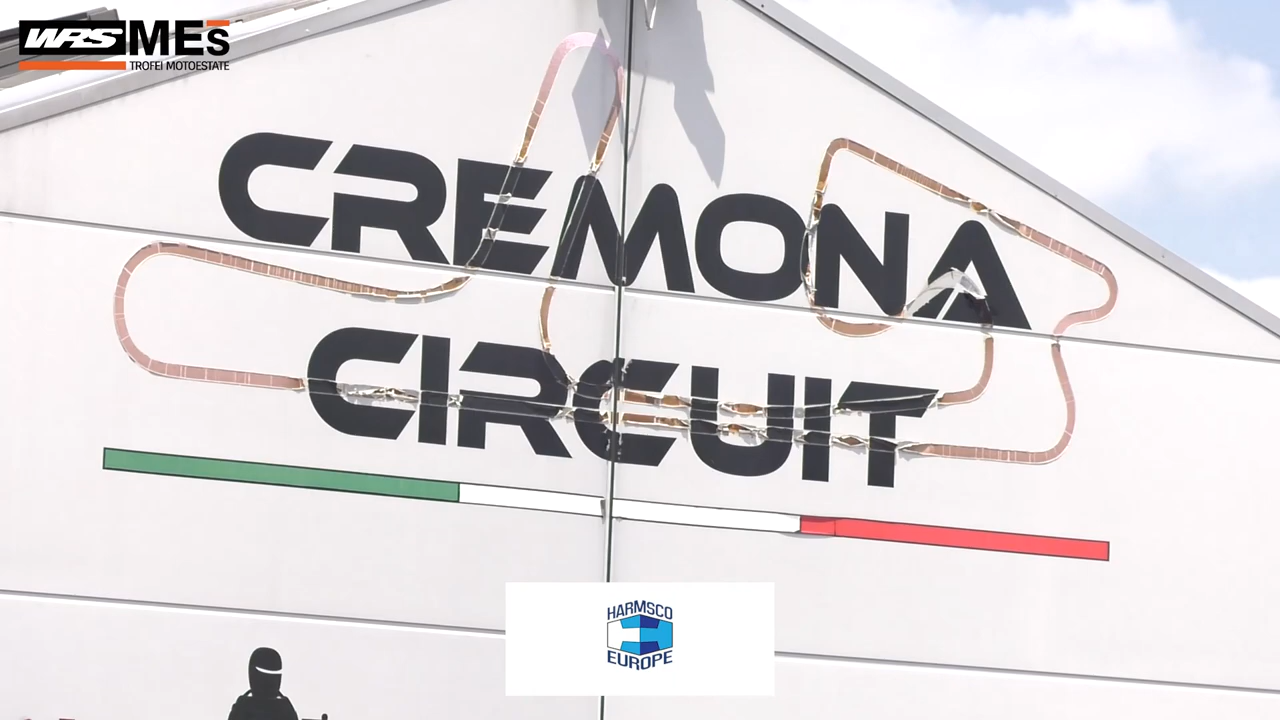 WRS MES
TROFEI MOTOESTATE
CREMONA
CIRCUIT
HARMSCO
EUROPE